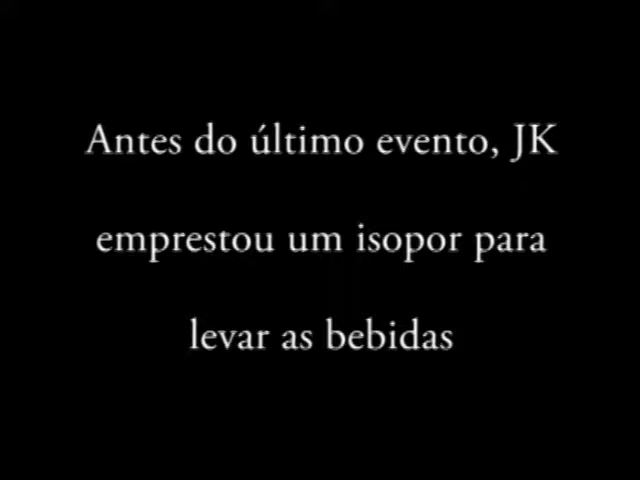 Antes do último evento, JK
emprestou um isopor para
levar as bebidas